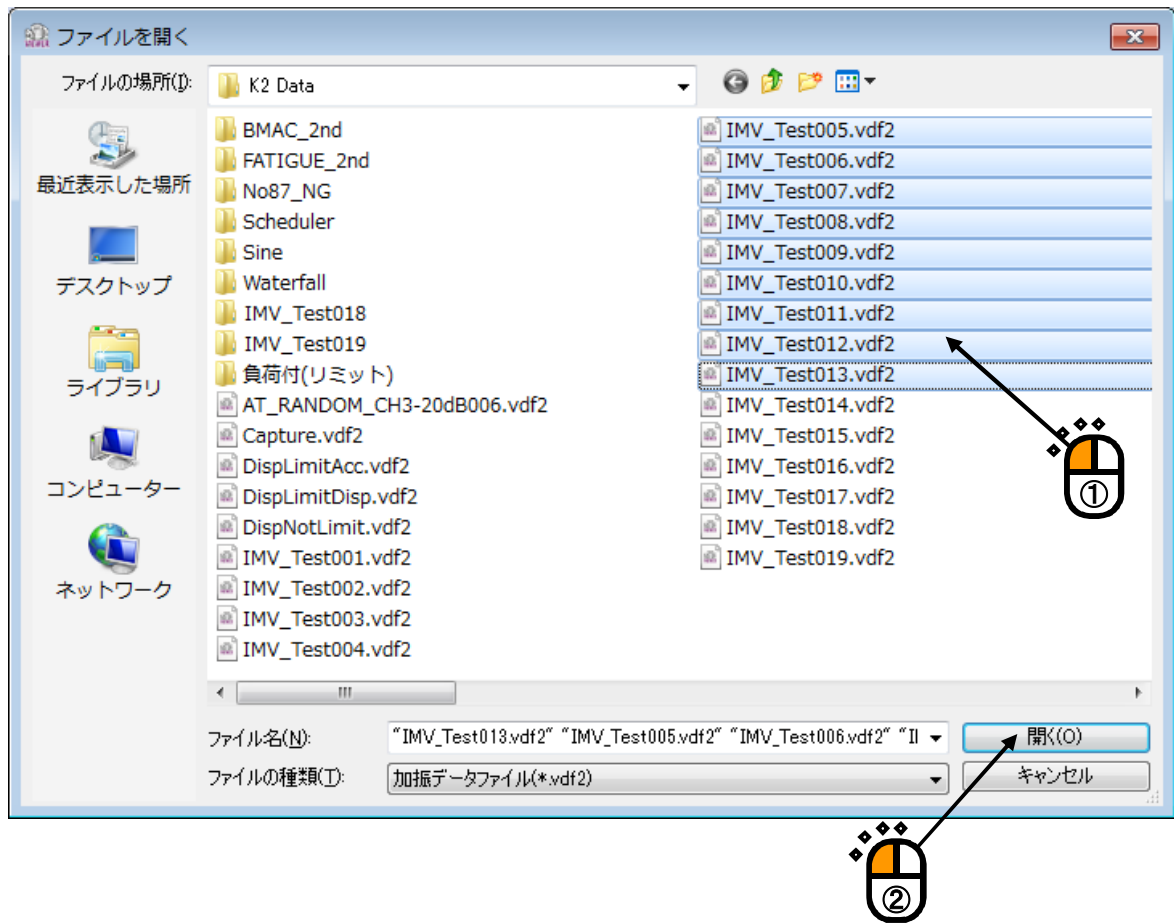 ファイルを開く
ファイルの場所(I):
K2 Data
最近表示した場所
デスクトップ
ライブラリ
コンピューター
ネットワーク
BMAC_2nd
FATIGUE_2nd
No87_NG
Scheduler
Sine
Waterfall
IMV_Test018
IMV_Test019
負荷付(リミット)
AT_RANDOM_CH3-20dB006.vdf2
Capture.vdf2
DispLimitAcc.vdf2
DispLimitDisp.vdf2
DispNotLimit.vdf2
IMV_Test001.vdf2
IMV_Test002.vdf2
IMV_Test003.vdf2
IMV_Test004.vdf2
IMV_Test005.vdf2
IMV_Test006.vdf2
IMV_Test007.vdf2
IMV_Test008.vdf2
IMV_Test009.vdf2
IMV_Test010.vdf2
IMV_Test011.vdf2
IMV_Test012.vdf2
IMV_Test013.vdf2
IMV_Test014.vdf2
IMV_Test015.vdf2
IMV_Test016.vdf2
IMV_Test017.vdf2
IMV_Test018.vdf2
IMV_Test019.vdf2
①
ファイル名(N):
"IMV_Test013.vdf2" "IMV_Test005.vdf2" "IMV_Test006.vdf2"
開く(O)
ファイルの種類(T):
加振データファイル(*.vdf2)
キャンセル
②